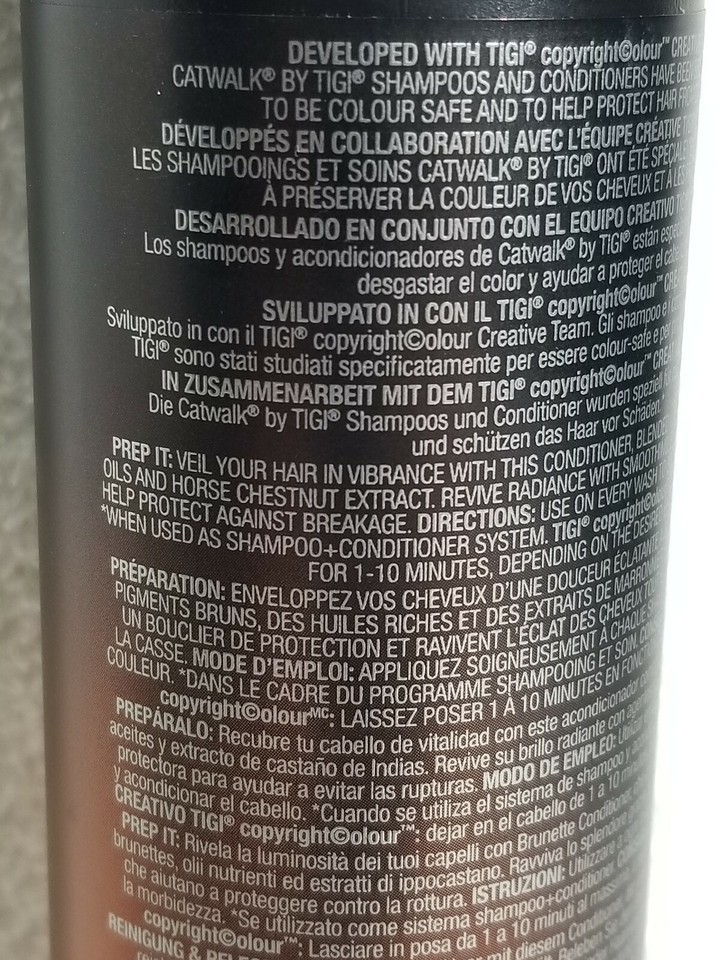 DEVELOPED WITH TIGI® copyright©olour™
CATWALK® BY TIGI® SHAMPOOS AND CONDITIONERS HAVE BEEN
TO BE COLOUR SAFE AND TO HELP PROTECT HAIR
DÉVELOPPÉS EN COLLABORATION AVEC L'ÉQUIPE CRÉATIVE
LES SHAMPOOINGS ET SOINS CATWALK® BY TIGI® ONT ÉTÉ
À PRÉSERVER LA COULEUR DE VOS CHEVEUX ET À
DESARROLLADO EN CONJUNTO CON EL EQUIPO CREATIVO
Los shampoos y acondicionadores de Catwalk® by TIGI® están
desgastar el color y ayudar a proteger el
SVILUPPATO IN CON IL TIGI® copyright©olour™
Sviluppato in con il TIGI® copyright©olour Creative Team. Gli shampoo e i
TIGI® sono stati studiati specificatamente per essere colour-safe e
IN ZUSAMMENARBEIT MIT DEM TIGI® copyright©olour™
Die Catwalk® by TIGI® Shampoos und Conditioner wurden speziell
und schützen das Haar vor Schäden.*
PREP IT: VEIL YOUR HAIR IN VIBRANCE WITH THIS CONDITIONER,
OILS AND HORSE CHESTNUT EXTRACT. REVIVE RADIANCE WITH
HELP PROTECT AGAINST BREAKAGE. DIRECTIONS: USE ON EVERY WASH
*WHEN USED AS SHAMPOO+CONDITIONER SYSTEM. TIGI® copyright©olour
FOR 1-10 MINUTES, DEPENDING ON THE
PRÉPARATION: ENVELOPPEZ VOS CHEVEUX D'UNE DOUCEUR ÉCLATANTE
PIGMENTS BRUNS, DES HUILES RICHES ET DES EXTRAITS DE
UN BOUCLIER DE PROTECTION ET RAVIVENT L'ÉCLAT DES CHEVEUX
LA CASSE. MODE D'EMPLOI: APPLIQUEZ SOIGNEUSEMENT À CHAQUE
COULEUR. *DANS LE CADRE DU PROGRAMME SHAMPOOING ET SOIN.
copyright©olourᴹᶜ: LAISSEZ POSER 1 À 10 MINUTES EN
PREPÁRALO: Recubre tu cabello de vitalidad con este acondicionador
aceites y extracto de castaño de Indias. Revive su brillo radiante con
protectora para ayudar a evitar las rupturas. MODO DE EMPLEO:
y acondicionar el cabello. *Cuando se utiliza el sistema de shampoo y
CREATIVO TIGI® copyright©olour™: dejar en el cabello de 1 a 10
PREP IT: Rivela la luminosità dei tuoi capelli con Brunette Conditioner,
brunettes, olii nutrienti ed estratti di ippocastano. Ravviva lo splendore
che aiutano a proteggere contro la rottura. ISTRUZIONI: Utilizzare
la morbidezza. *Se utilizzato come sistema shampoo+conditioner
copyright©olour™: Lasciare in posa da 1 a 10 minuti al
REINIGUNG & mit diesem